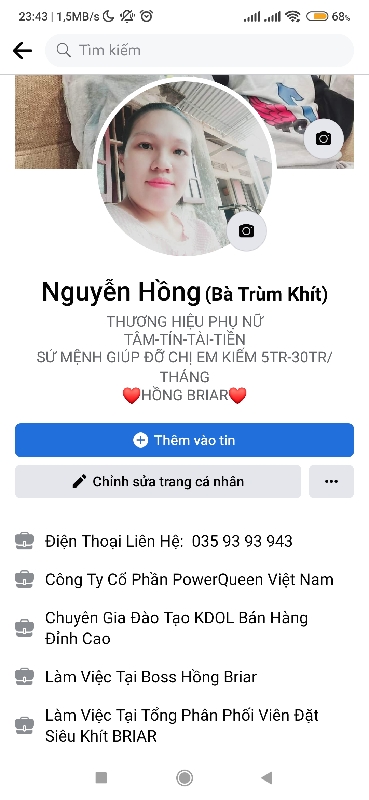 23:43 | 1,5MB/s
68%
Tìm kiếm
Nguyễn Hồng (Bà Trùm Khít)
THƯƠNG HIỆU PHỤ NỮ
TÂM-TÍN-TÀI-TIỀN
SỨ MỆNH GIÚP ĐỠ CHỊ EM KIẾM 5TR-30TR/
THÁNG
❤️HỒNG BRIAR❤️
Thêm vào tin
Chỉnh sửa trang cá nhân
Điện Thoại Liên Hệ: 035 93 93 943
Công Ty Cổ Phần PowerQueen Việt Nam
Chuyên Gia Đào Tạo KDOL Bán Hàng
Đỉnh Cao
Làm Việc Tại Boss Hồng Briar
Làm Việc Tại Tổng Phân Phối Viên Đặt
Siêu Khít BRIAR